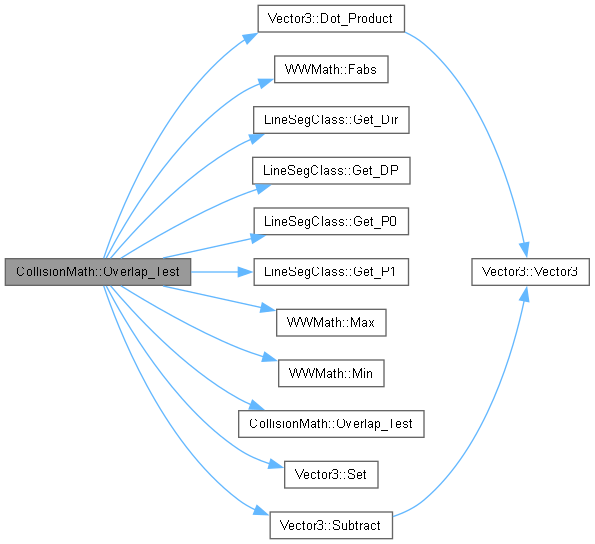 Vector3::Dot_Product
WWMath::Fabs
LineSegClass::Get_Dir
LineSegClass::Get_DP
LineSegClass::Get_P0
CollisionMath::Overlap_Test
LineSegClass::Get_P1
Vector3::Vector3
WWMath::Max
WWMath::Min
CollisionMath::Overlap_Test
Vector3::Set
Vector3::Subtract